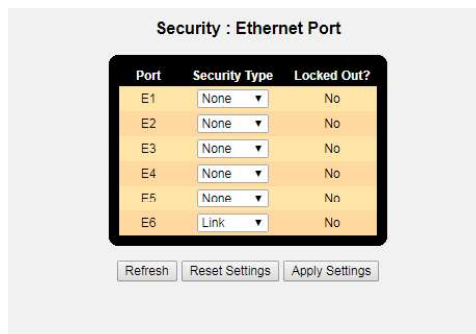 Security : Ethernet Port
Port Security Type Locked Out?
E1 None No
E2 None No
E3 None No
E4 None No
E5 None No
E6 Link No
Refresh Reset Settings Apply Settings